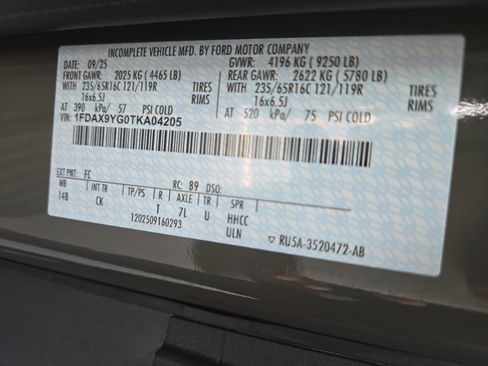 INCOMPLETE VEHICLE MFD. BY FORD MOTOR COMPANY
DATE: 09/25 GVWR: 4196 KG ( 9250 LB)
FRONT GAWR: 2025 KG ( 4465 LB) REAR GAWR: 2622 KG ( 5780 LB)
WITH 235/65R16C 121/119R TIRES WITH 235/65R16C 121/119R TIRES
16x6.5J RIMS 16x6.5J RIMS
AT 390 kPa/ 57 PSI COLD AT 520 kPa/ 75 PSI COLD
VIN: 1FDAX9YG0TKA04205
EXT PNT: FC RC: 89 DSO:
WB INT TR TP/PS R AXLE TR SPR
148 CK T 7L U HHCC
1202509160293 ULN
RU5A-3520472-AB